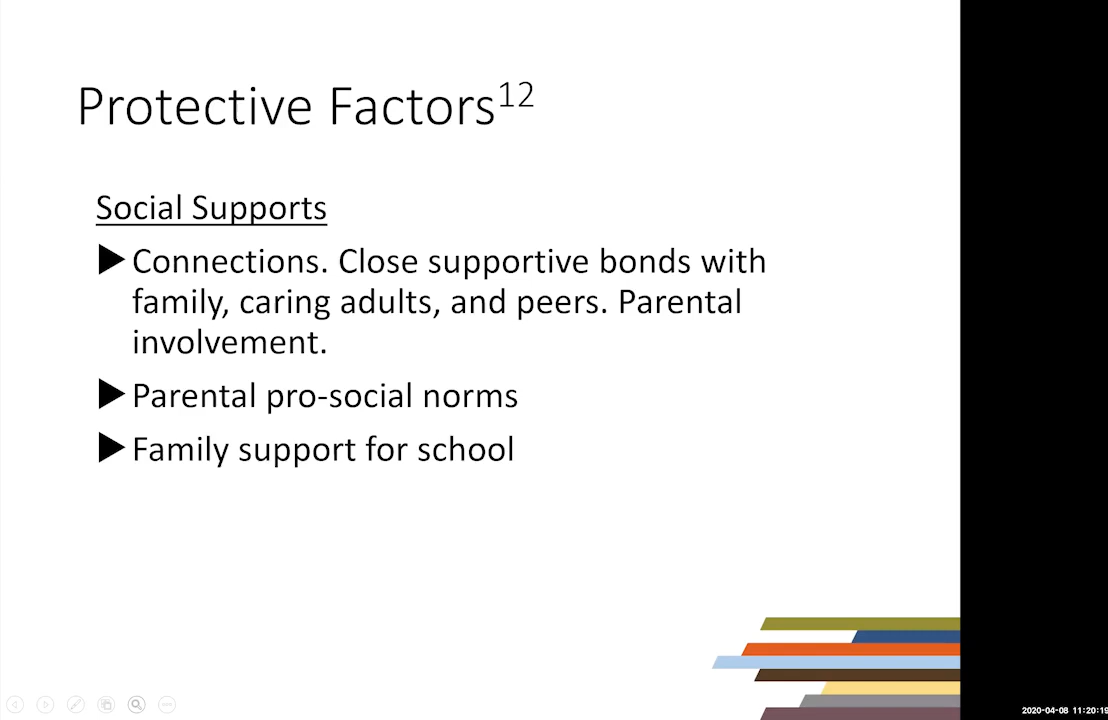 Protective Factors12
Social Supports
▶ Connections. Close supportive bonds with
family, caring adults, and peers. Parental
involvement.
▶ Parental pro-social norms
▶ Family support for school
2020-04-08 11:20:19